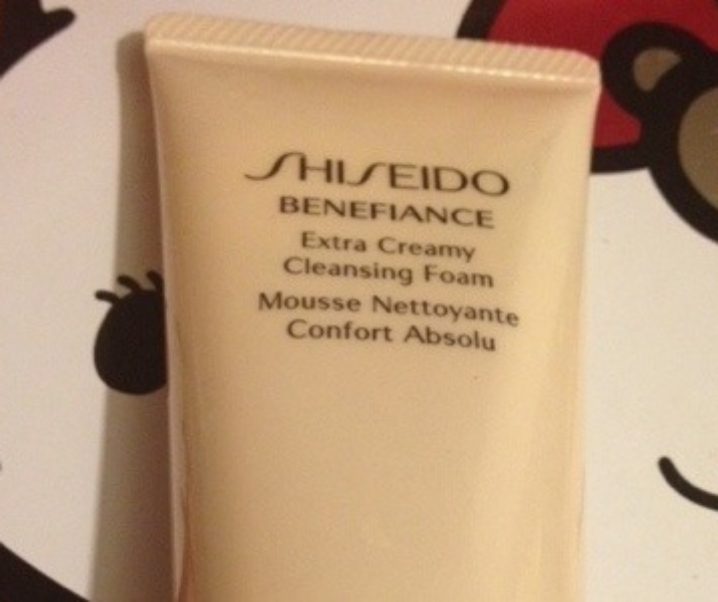 SHISEIDO
BENEFIANCE
Extra Creamy
Cleansing Foam
Mousse Nettoyante
Confort Absolu